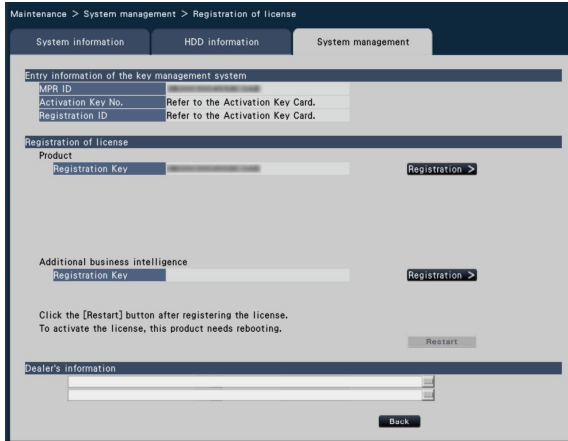 Maintenance > System management > Registration of license
System information HDD information System management
Entry information of the key management system
MPR ID
Activation Key No. Refer to the Activation Key Card.
Registration ID Refer to the Activation Key Card.
Registration of license
Product
Registration Key Registration >
Additional business intelligence
Registration Key Registration >
Click the [Restart] button after registering the license.
To activate the license, this product needs rebooting.
Restart
Dealer's information
Back